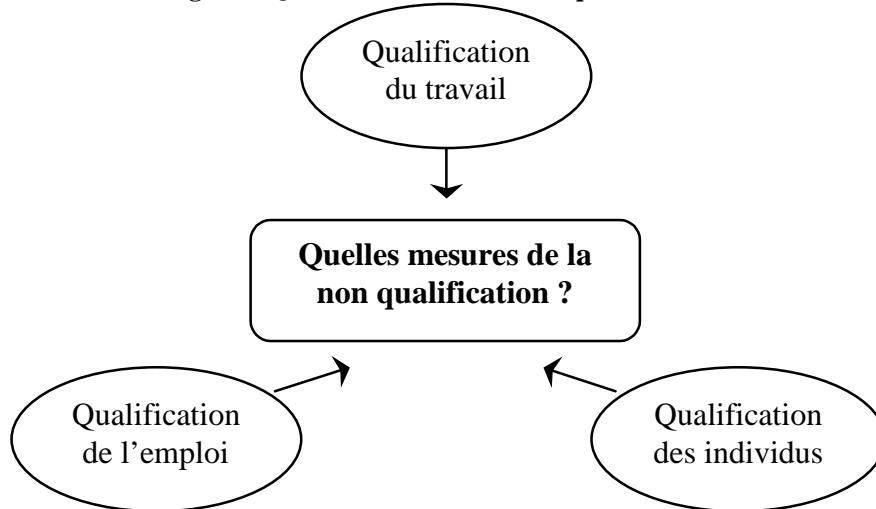 Qualification
du travail
Quelles mesures de la
non qualification ?
Qualification
de l’emploi
Qualification
des individus